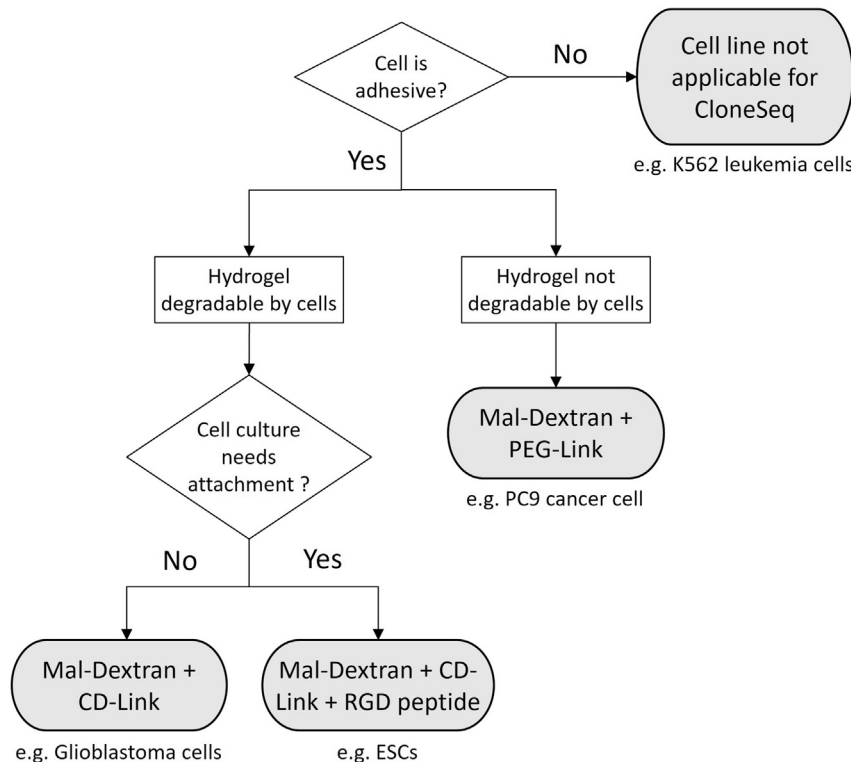 Cell is
adhesive?
No
Cell line not
applicable for
CloneSeq
e.g. K562 leukemia cells
Yes
Hydrogel
degradable by cells
Hydrogel not
degradable by cells
Cell culture
needs
attachment ?
Mal-Dextran +
PEG-Link
e.g. PC9 cancer cell
No
Yes
Mal-Dextran +
CD-Link
e.g. Glioblastoma cells
Mal-Dextran + CD-
Link + RGD peptide
e.g. ESCs